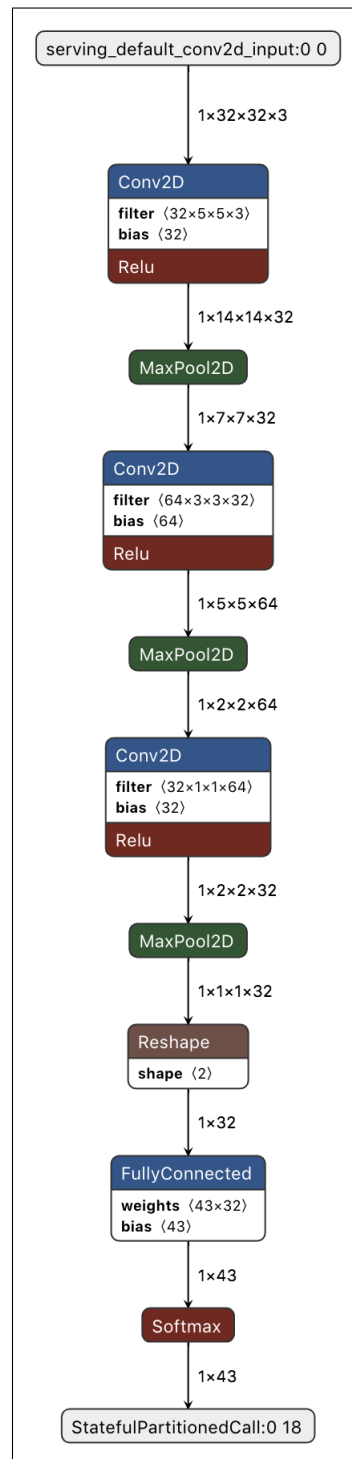 serving_default_conv2d_input:0 0
1×32×32×3
Conv2D
filter ⟨32×5×5×3⟩
bias ⟨32⟩
Relu
1×14×14×32
MaxPool2D
1×7×7×32
Conv2D
filter ⟨64×3×3×32⟩
bias ⟨64⟩
Relu
1×5×5×64
MaxPool2D
1×2×2×64
Conv2D
filter ⟨32×1×1×64⟩
bias ⟨32⟩
Relu
1×2×2×32
MaxPool2D
1×1×1×32
Reshape
shape ⟨2⟩
1×32
FullyConnected
weights ⟨43×32⟩
bias ⟨43⟩
1×43
Softmax
1×43
StatefulPartitionedCall:0 18